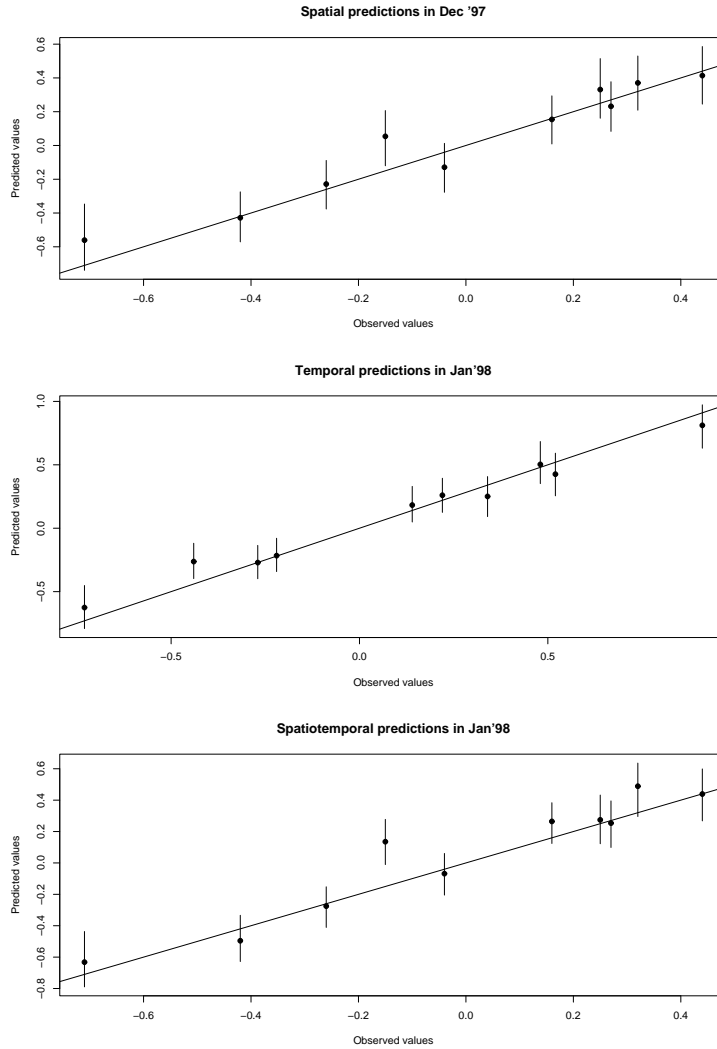 Spatial predictions in Dec '97
Predicted values
0.6
0.4
0.2
0.0
−0.2
−0.4
−0.6
−0.6 −0.4 −0.2 0.0 0.2 0.4
Observed values
Temporal predictions in Jan'98
Predicted values
1.0
0.5
0.0
−0.5
−0.5 0.0 0.5
Observed values
Spatiotemporal predictions in Jan'98
Predicted values
0.6
0.4
0.2
0.0
−0.2
−0.4
−0.6
−0.8
−0.6 −0.4 −0.2 0.0 0.2 0.4
Observed values